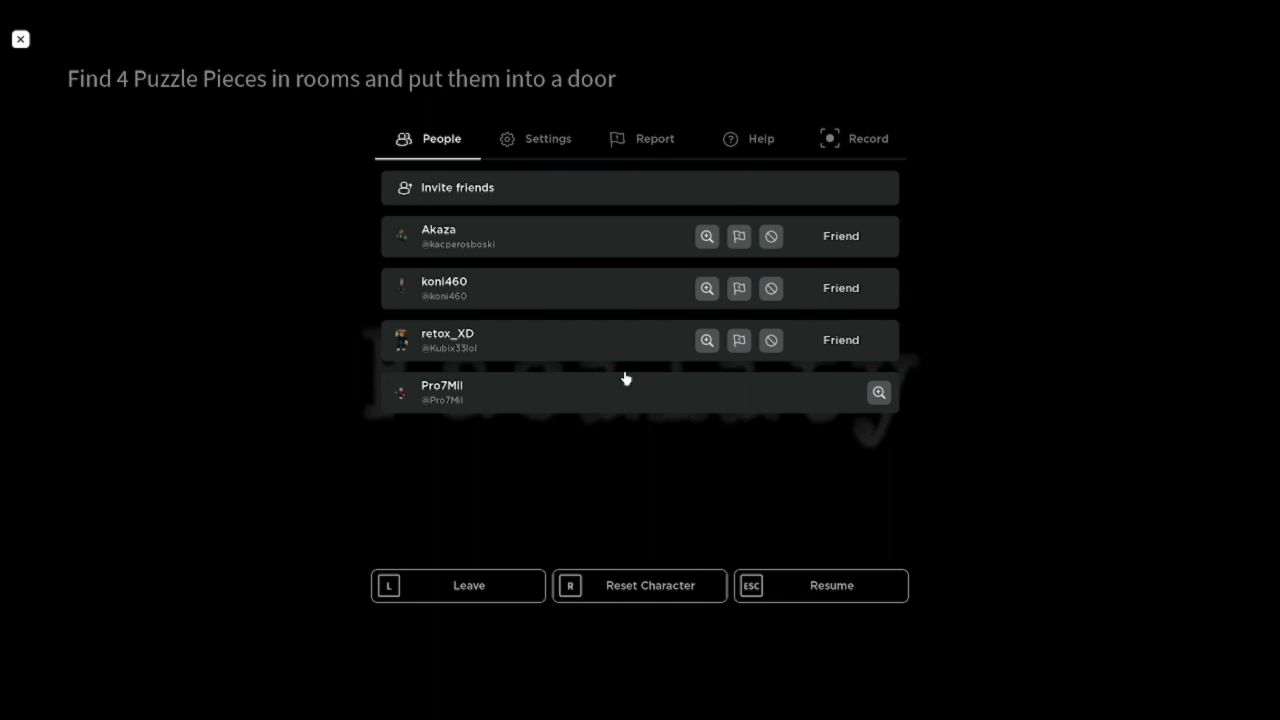 Find 4 Puzzle Pieces in rooms and put them into a door
People Settings Report Help Record
Invite friends
Akaza
@kacperosboski
Friend
koni460
@koni460
Friend
retox_XD
@Kubix33lol
Friend
Pro7Mil
@Pro7Mil
L Leave R Reset Character ESC Resume